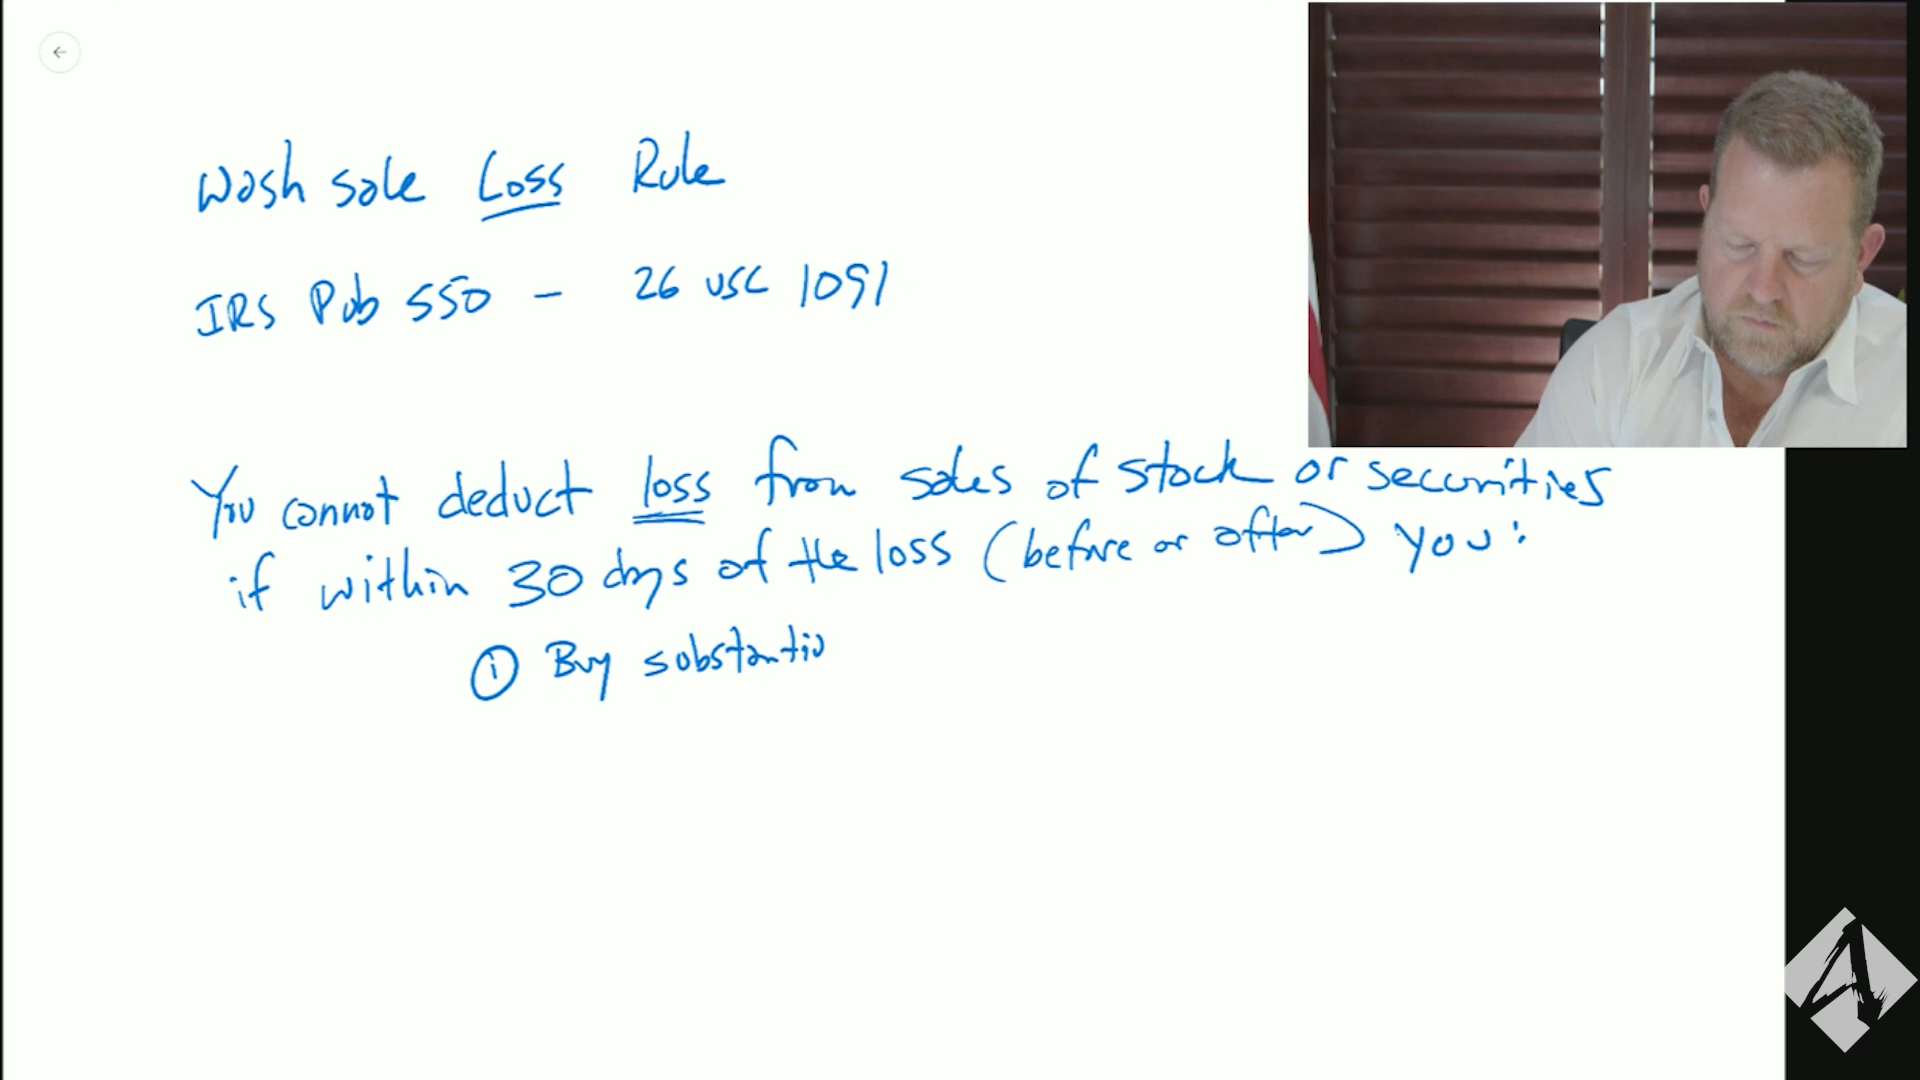 Wash sale Loss Rule
IRS Pub 550 - 26 USC 1091
You cannot deduct loss from sales of stock or securities
if within 30 days of the loss (before or after) you:
① Buy substantia
A